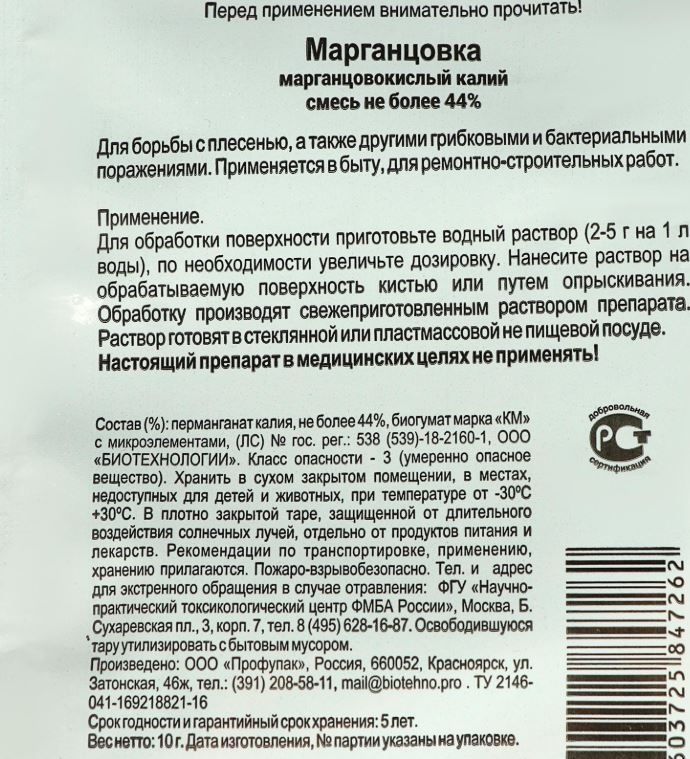 Перед применением внимательно прочитать!
Марганцовка
марганцовокислый калий
смесь не более 44%
Для борьбы с плесенью, а также другими грибковыми и бактериальными
поражениями. Применяется в быту, для ремонтно-строительных работ.
Применение.
Для обработки поверхности приготовьте водный раствор (2-5 г на 1 л
воды), по необходимости увеличьте дозировку. Нанесите раствор на
обрабатываемую поверхность кистью или путем опрыскивания.
Обработку производят свежеприготовленным раствором препарата.
Раствор готовят в стеклянной или пластмассовой не пищевой посуде.
Настоящий препарат в медицинских целях не применять!
Состав (%): перманганат калия, не более 44%, биогумат марка «КМ»
с микроэлементами, (ЛС) № гос. рег.: 538 (539)-18-2160-1, ООО
«БИОТЕХНОЛОГИИ». Класс опасности - 3 (умеренно опасное
вещество). Хранить в сухом закрытом помещении, в местах,
недоступных для детей и животных, при температуре от -30ºС
+30ºС. В плотно закрытой таре, защищенной от длительного
воздействия солнечных лучей, отдельно от продуктов питания и
лекарств. Рекомендации по транспортировке, применению,
хранению прилагаются. Пожаро-взрывобезопасно. Тел. и адрес
для экстренного обращения в случае отравления: ФГУ «Научно-
практический токсикологический центр ФМБА России», Москва, Б.
Сухаревская пл., 3, корп. 7, тел. 8 (495) 628-16-87. Освободившуюся
тару утилизировать с бытовым мусором.
Произведено: ООО «Профупак», Россия, 660052, Красноярск, ул.
Затонская, 46ж, тел.: (391) 208-58-11, mail@biotehno.pro . ТУ 2146-
041-169218821-16
Срок годности и гарантийный срок хранения: 5 лет.
Вес нетто: 10 г. Дата изготовления, № партии указаны на упаковке.
добровольная
РСТ
сертификация
603725 847262